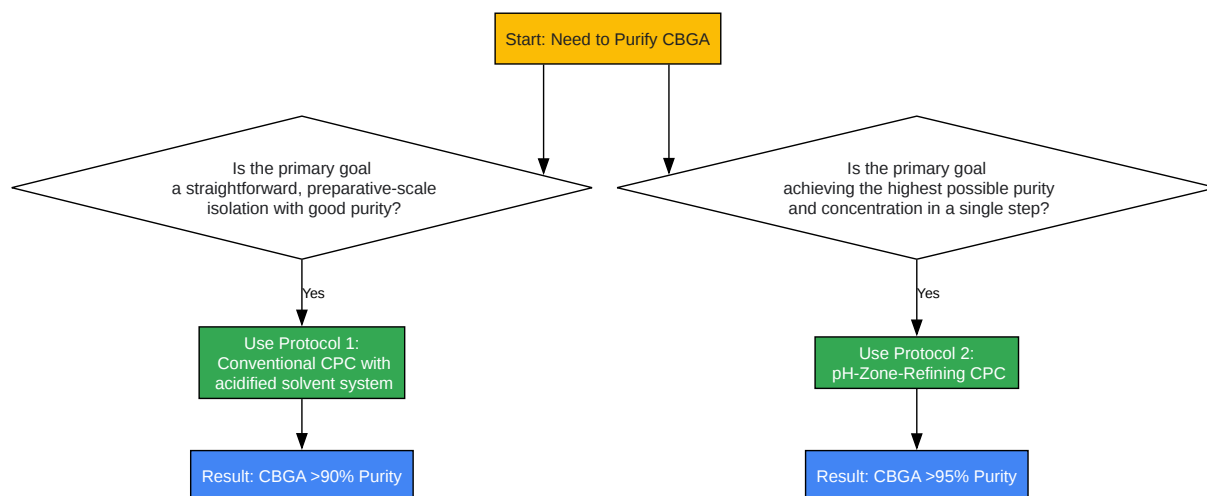 Start: Need to Purify CBGA
Is the primary goal
a straightforward, preparative-scale
isolation with good purity?
Is the primary goal
achieving the highest possible purity
and concentration in a single step?
Yes
Yes
Use Protocol 1:
Conventional CPC with
acidified solvent system
Use Protocol 2:
pH-Zone-Refining CPC
Result: CBGA >90% Purity
Result: CBGA >95% Purity